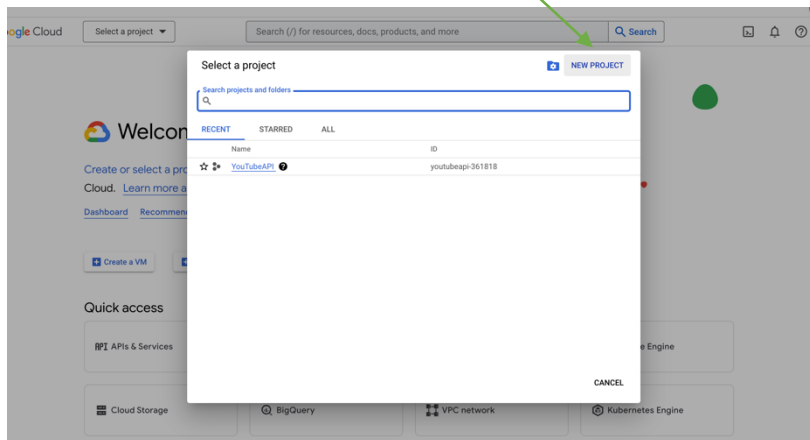 ogle Cloud
Select a project
Search (/) for resources, docs, products, and more
Search
Select a project
NEW PROJECT
Search projects and folders
RECENT STARRED ALL
Name ID
YouTubeAPI youtubeapi-361818
Welcon
Create or select a pro
Cloud. Learn more a
Dashboard Recommen
Create a VM
Quick access
API APIs & Services
e Engine
CANCEL
Cloud Storage
BigQuery
VPC network
Kubernetes Engine